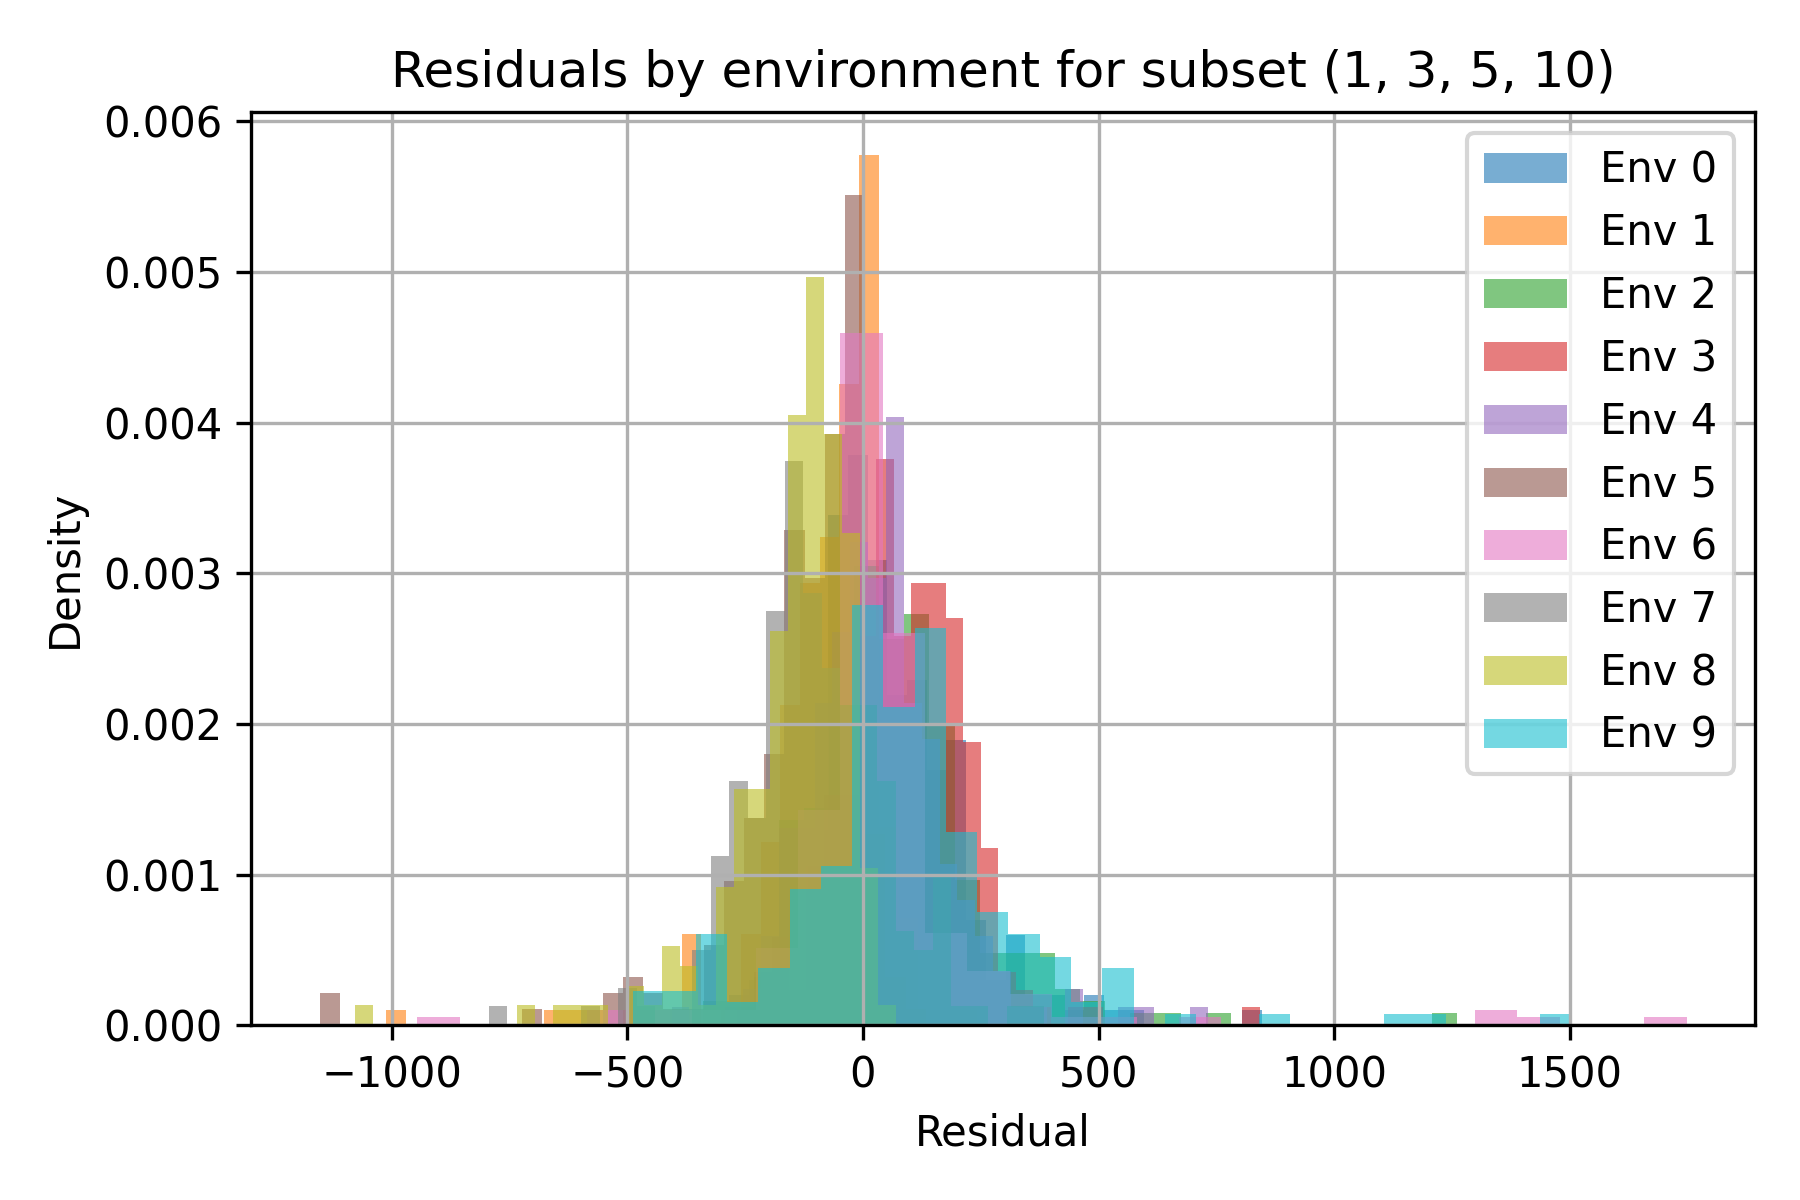 Residuals by environment for subset (1, 3, 5, 10)
0.006
0.005
0.004
0.003
0.002
0.001
0.000
Density
−1000
−500
0
500
1000
1500
Residual
Env 0
Env 1
Env 2
Env 3
Env 4
Env 5
Env 6
Env 7
Env 8
Env 9